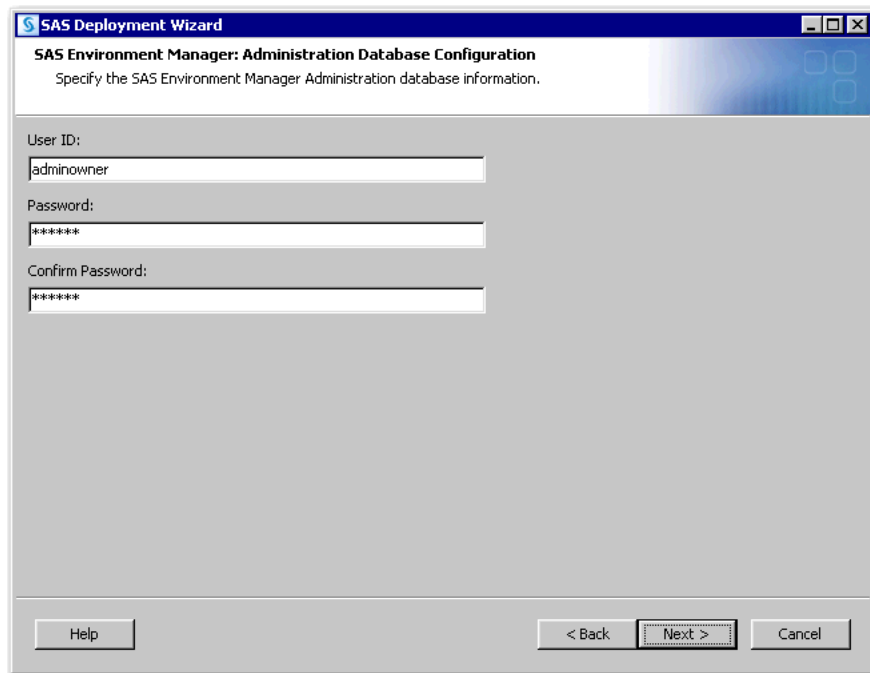 SAS Deployment Wizard
SAS Environment Manager: Administration Database Configuration
Specify the SAS Environment Manager Administration database information.
User ID:
adminowner
Password:
******
Confirm Password:
******
Help
< Back
Next >
Cancel